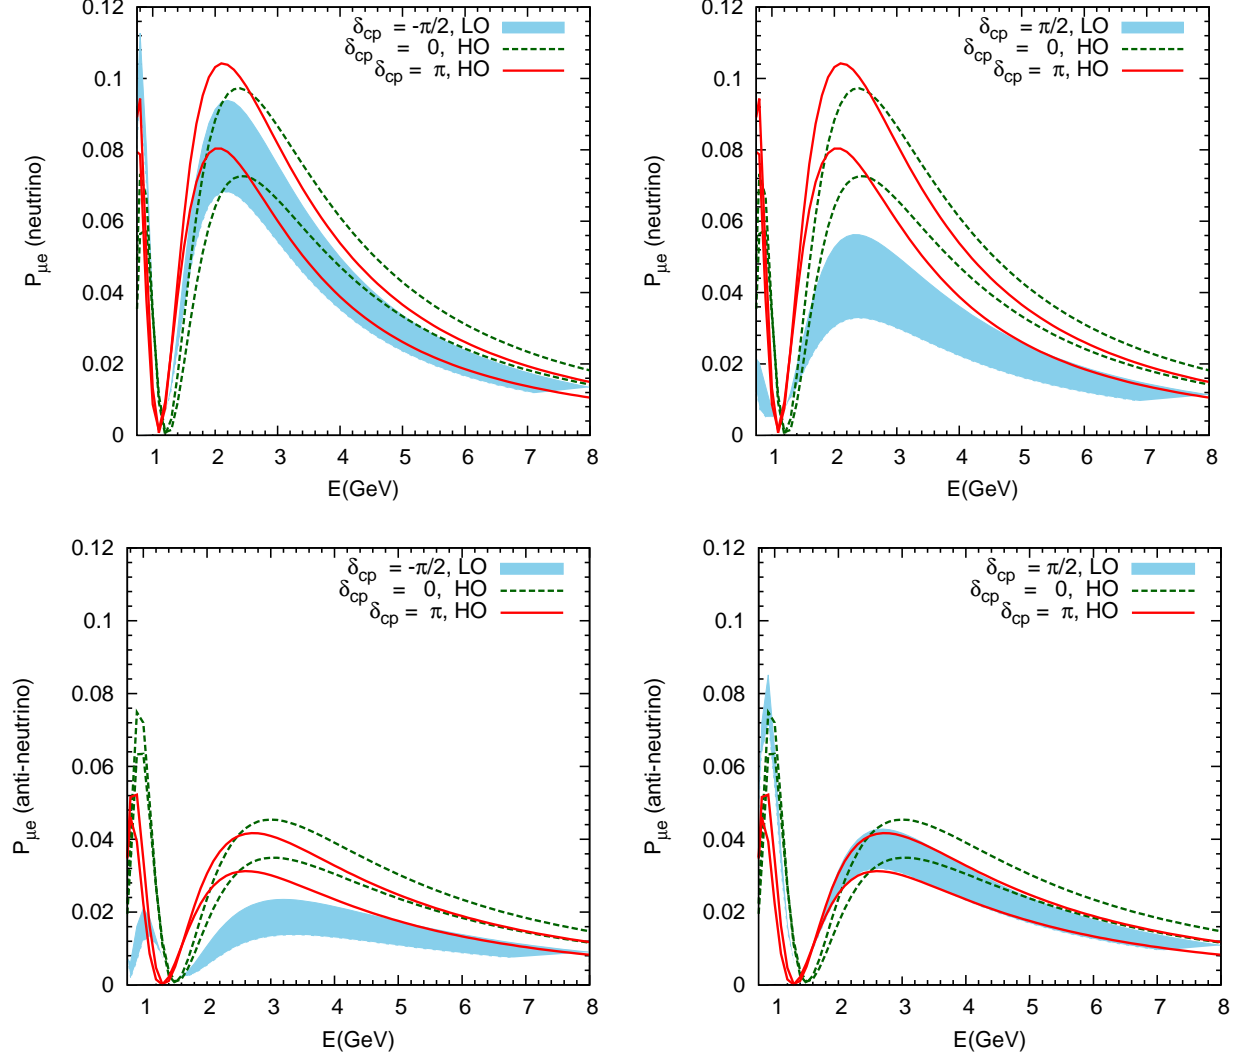 δcp = -π/2, LO
δcp = 0, HO
δcp = π, HO
0.12
0.1
0.08
0.06
0.04
0.02
0
Pμe (neutrino)
1 2 3 4 5 6 7 8
E(GeV)
δcp = π/2, LO
δcp = 0, HO
δcp = π, HO
0.12
0.1
0.08
0.06
0.04
0.02
0
Pμe (neutrino)
1 2 3 4 5 6 7 8
E(GeV)
δcp = -π/2, LO
δcp = 0, HO
δcp = π, HO
0.12
0.1
0.08
0.06
0.04
0.02
0
Pμe (anti-neutrino)
1 2 3 4 5 6 7 8
E(GeV)
δcp = π/2, LO
δcp = 0, HO
δcp = π, HO
0.12
0.1
0.08
0.06
0.04
0.02
0
Pμe (anti-neutrino)
1 2 3 4 5 6 7 8
E(GeV)